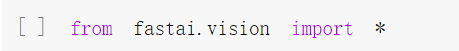 [ ] from fastai.vision import *